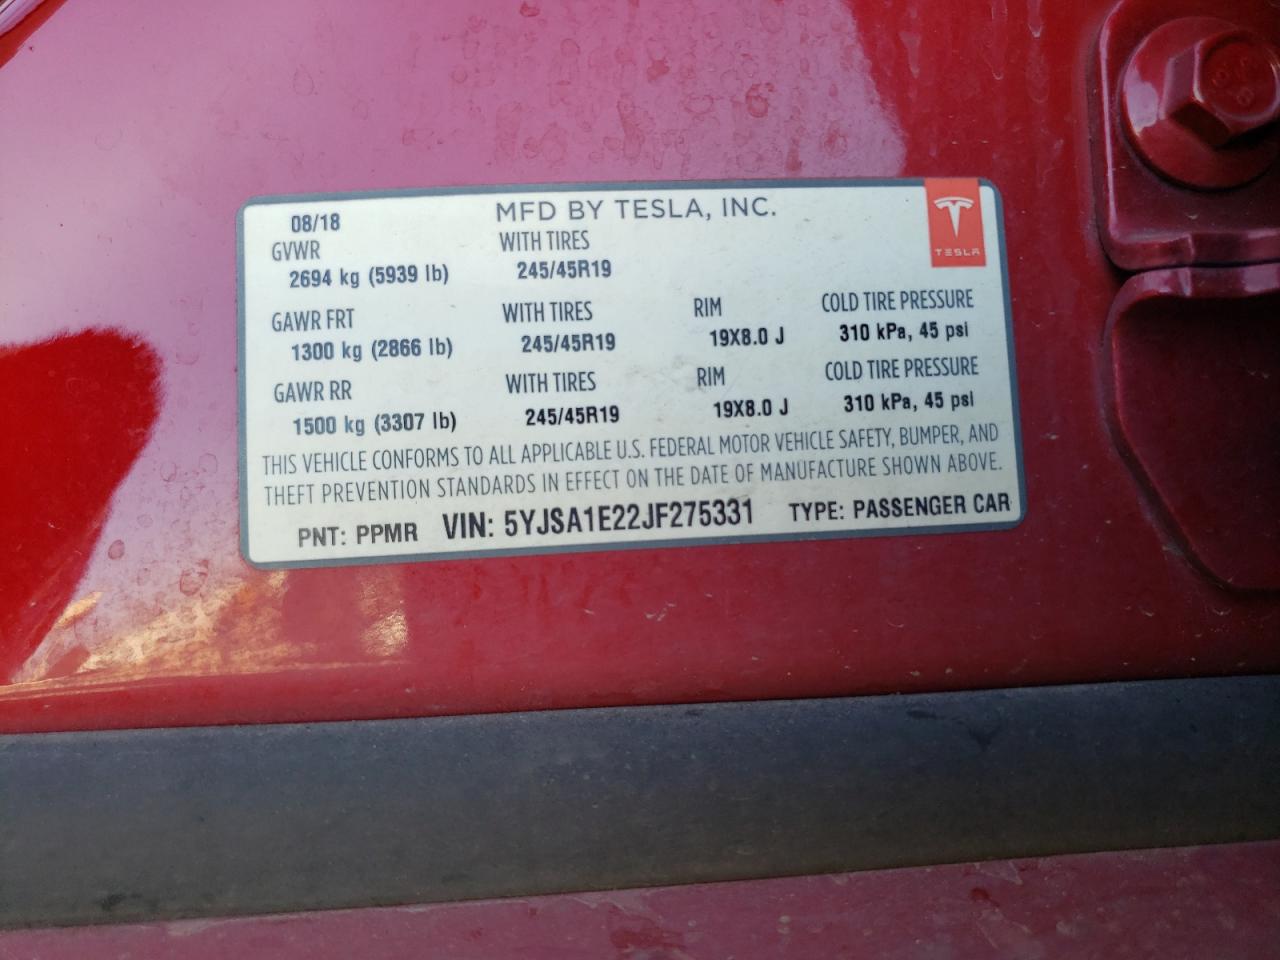 08/18 MFD BY TESLA, INC.
TESLA
GVWR WITH TIRES
2694 kg (5939 lb) 245/45R19
GAWR FRT WITH TIRES RIM COLD TIRE PRESSURE
1300 kg (2866 lb) 245/45R19 19X8.0 J 310 kPa, 45 psi
GAWR RR WITH TIRES RIM COLD TIRE PRESSURE
1500 kg (3307 lb) 245/45R19 19X8.0 J 310 kPa, 45 psi
THIS VEHICLE CONFORMS TO ALL APPLICABLE U.S. FEDERAL MOTOR VEHICLE SAFETY, BUMPER, AND
THEFT PREVENTION STANDARDS IN EFFECT ON THE DATE OF MANUFACTURE SHOWN ABOVE.
PNT: PPMR VIN: 5YJSA1E22JF275331 TYPE: PASSENGER CAR